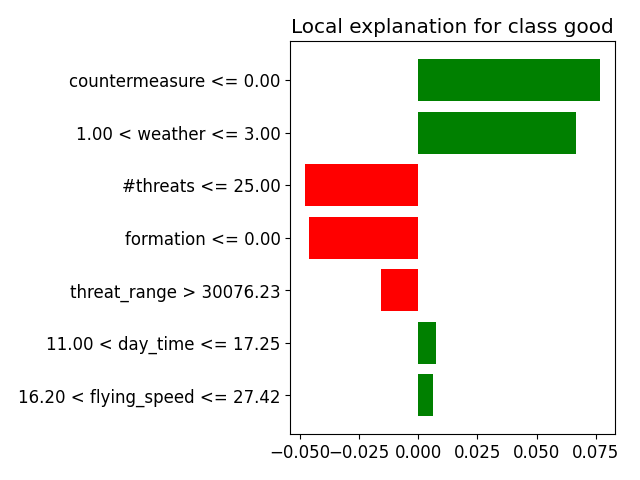 Local explanation for class good
countermeasure <= 0.00
1.00 < weather <= 3.00
#threats <= 25.00
formation <= 0.00
threat_range > 30076.23
11.00 < day_time <= 17.25
16.20 < flying_speed <= 27.42
−0.050 −0.025 0.000 0.025 0.050 0.075